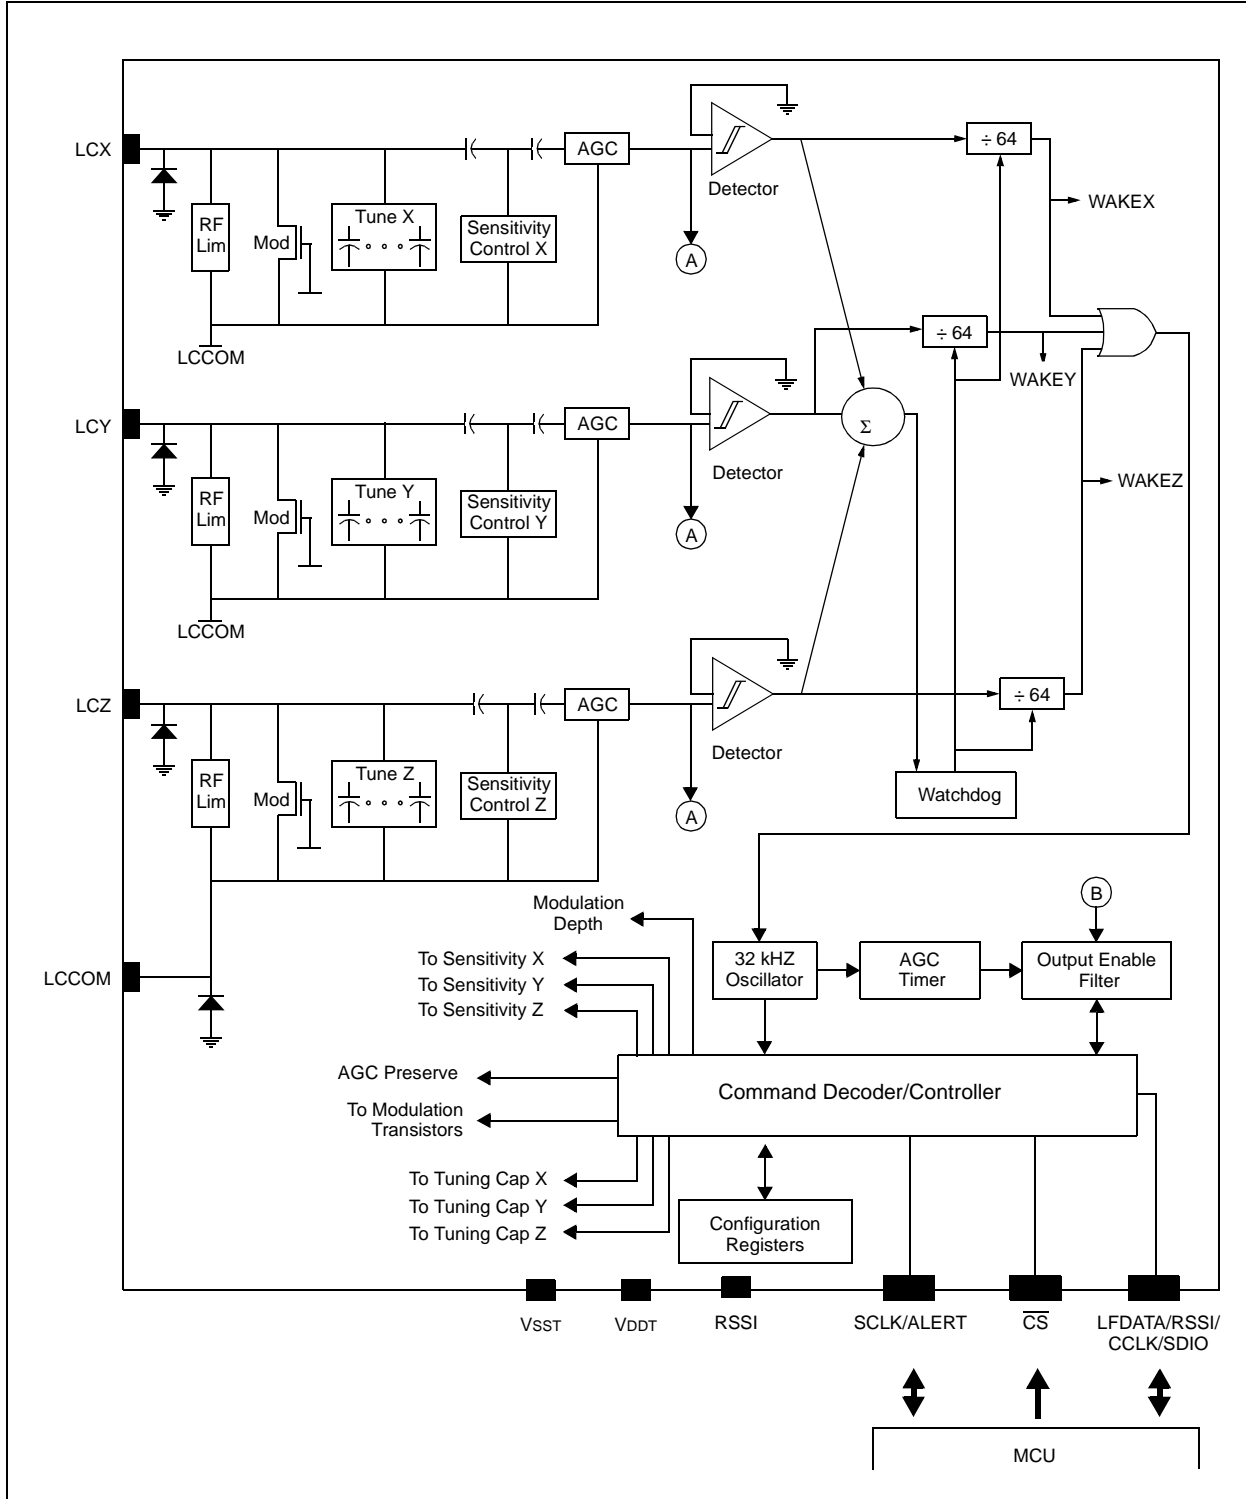 LCX
RF
Lim
Mod
Tune X
Sensitivity
Control X
AGC
Detector
A
÷ 64
WAKEX
LCCOM
÷ 64
WAKEY
LCY
RF
Lim
Mod
Tune Y
Sensitivity
Control Y
AGC
Detector
A
Σ
WAKEZ
LCCOM
LCZ
RF
Lim
Mod
Tune Z
Sensitivity
Control Z
AGC
Detector
A
÷ 64
Watchdog
LCCOM
Modulation
Depth
To Sensitivity X
To Sensitivity Y
To Sensitivity Z
B
32 kHZ
Oscillator
AGC
Timer
Output Enable
Filter
AGC Preserve
To Modulation
Transistors
Command Decoder/Controller
To Tuning Cap X
To Tuning Cap Y
To Tuning Cap Z
Configuration
Registers
VSST
VDDT
RSSI
SCLK/ALERT
CS
LFDATA/RSSI/
CCLK/SDIO
MCU